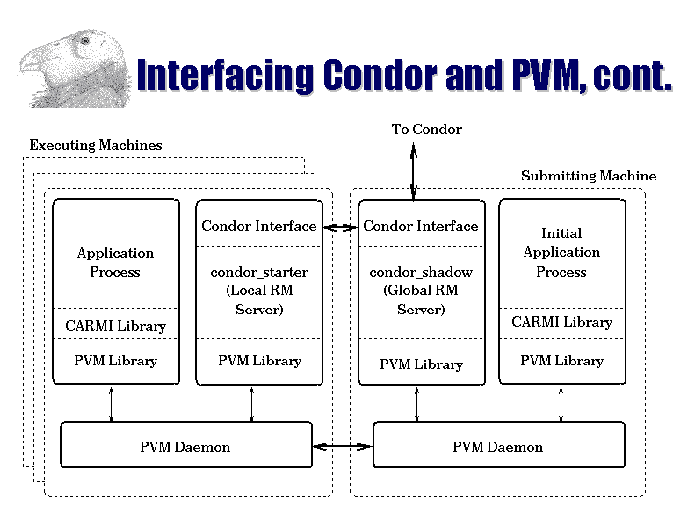 Interfacing Condor and PVM, cont.
To Condor
Executing Machines
Submitting Machine
Application
Process
CARMI Library
PVM Library
Condor Interface
condor_starter
(Local RM
Server)
PVM Library
Condor Interface
condor_shadow
(Global RM
Server)
PVM Library
Initial
Application
Process
CARMI Library
PVM Library
PVM Daemon
PVM Daemon